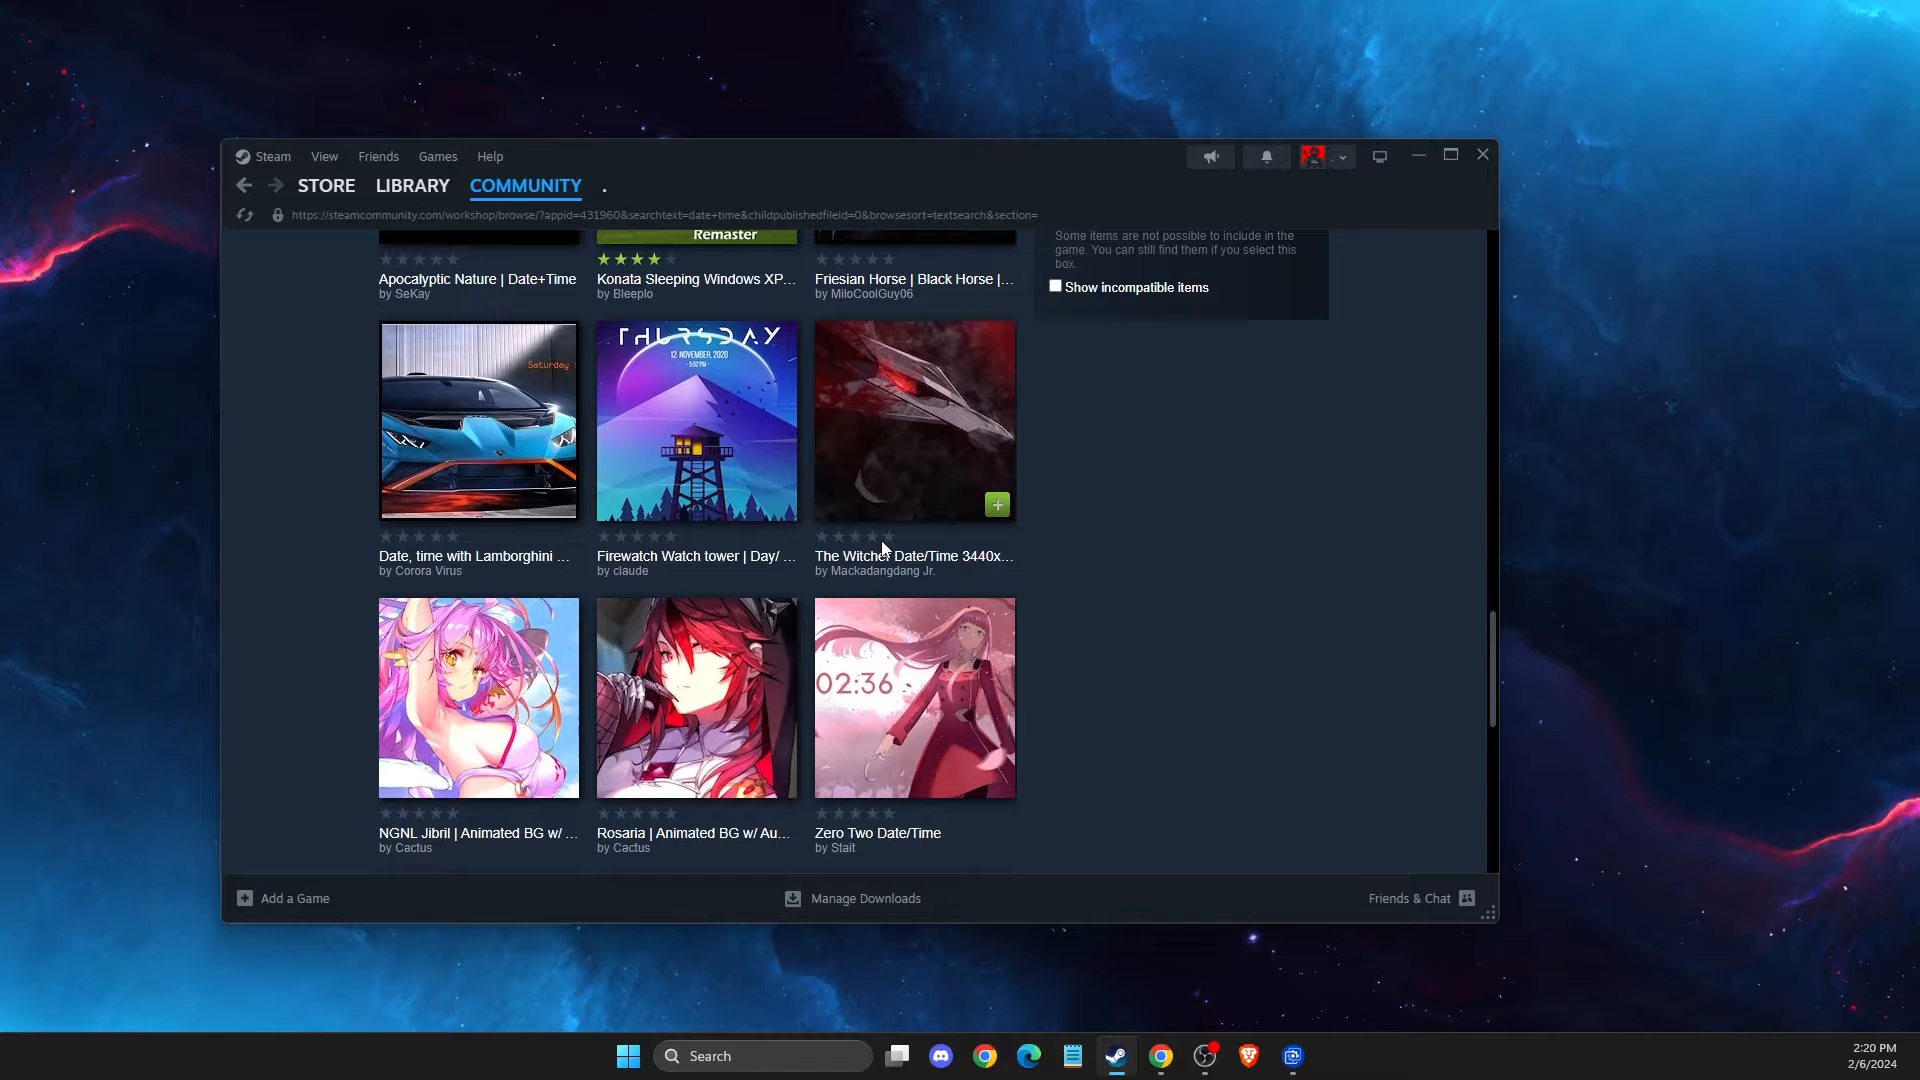 Steam View Friends Games Help
STORE LIBRARY COMMUNITY .
https://steamcommunity.com/workshop/browse/?appid=431960&searchtext=date+time&childpublishedfileid=0&browsesort=textsearch&section=
Remaster
Some items are not possible to include in the
game. You can still find them if you select this
box.
Show incompatible items
Apocalyptic Nature | Date+Time
by SeKay
Konata Sleeping Windows XP...
by Bleeplo
Friesian Horse | Black Horse |...
by MiloCoolGuy06
Saturday
THURSDAY
12 NOVEMBER, 2020
- 5:52 PM -
Date, time with Lamborghini ...
by Corora Virus
Firewatch Watch tower | Day/ ...
by claude
The Witcher Date/Time 3440x...
by Mackadangdang Jr.
02:36
NGNL Jibril | Animated BG w/ ...
by Cactus
Rosaria | Animated BG w/ Au...
by Cactus
Zero Two Date/Time
by Stait
Add a Game
Manage Downloads
Friends & Chat
Search
2:20 PM
2/6/2024